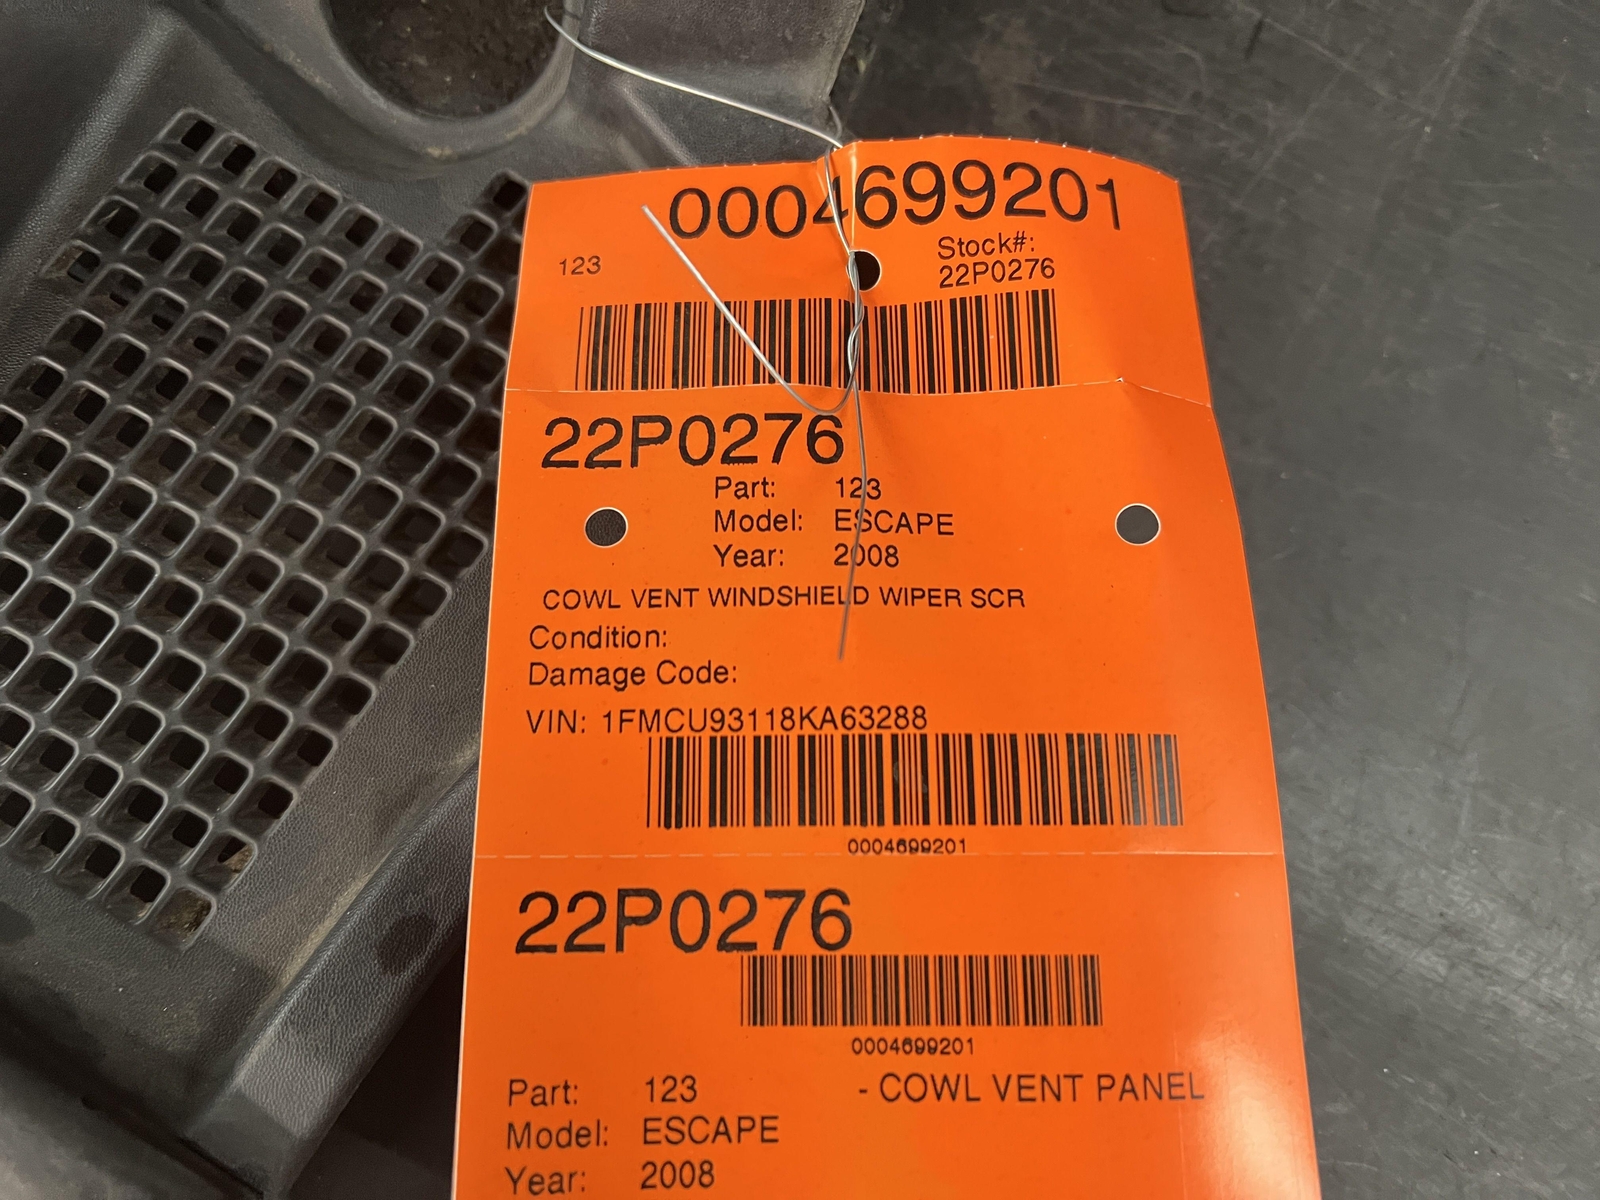 0004699201
Stock#:
123
22P0276
22P0276
Part: 123
Model: ESCAPE
Year: 2008
COWL VENT WINDSHIELD WIPER SCR
Condition:
Damage Code:
VIN: 1FMCU93118KA63288
0004699201
22P0276
0004699201
Part: 123 - COWL VENT PANEL
Model: ESCAPE
Year: 2008